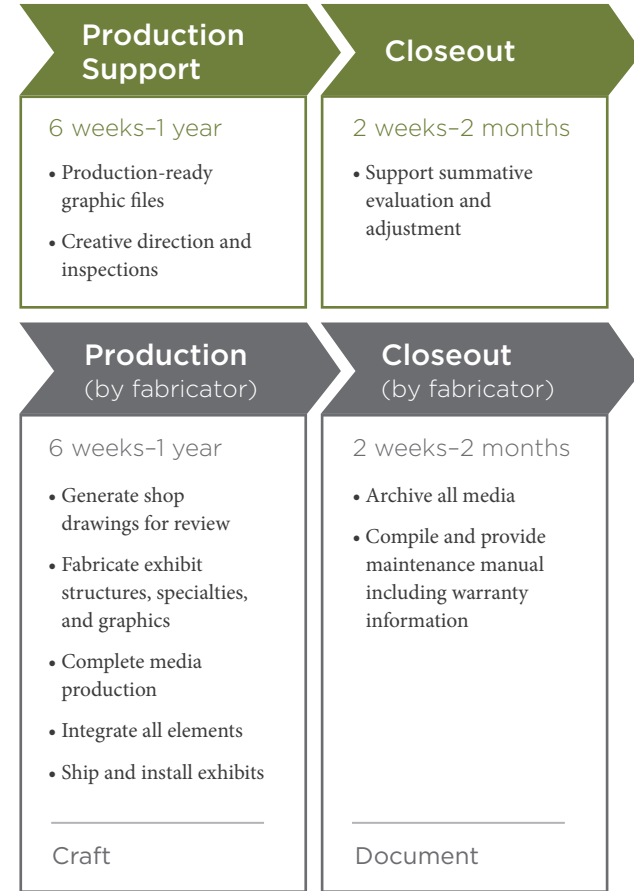 Production
Support
6 weeks–1 year
• Production-ready
graphic files
• Creative direction and
inspections
Closeout
2 weeks–2 months
• Support summative
evaluation and
adjustment
Production
(by fabricator)
6 weeks–1 year
• Generate shop
drawings for review
• Fabricate exhibit
structures, specialties,
and graphics
• Complete media
production
• Integrate all elements
• Ship and install exhibits
Craft
Closeout
(by fabricator)
2 weeks–2 months
• Archive all media
• Compile and provide
maintenance manual
including warranty
information
Document